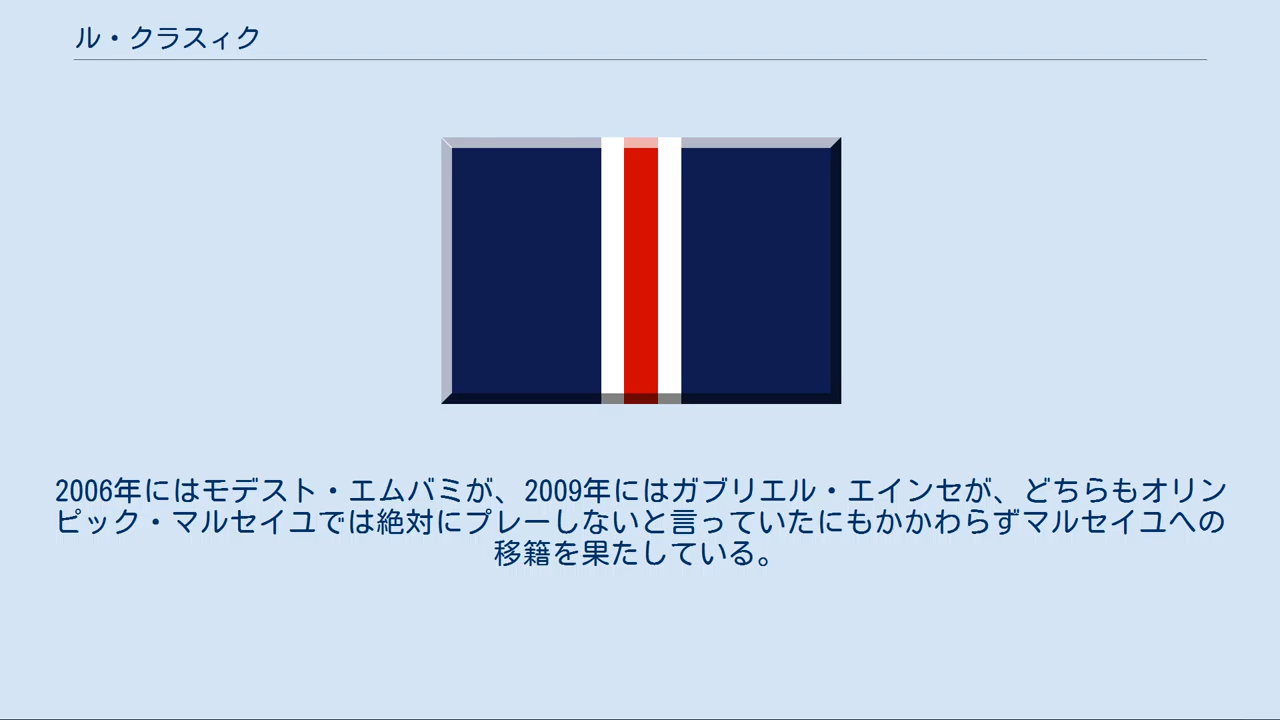 ル・クラスィク
2006年にはモデスト・エムバミが、2009年にはガブリエル・エインセが、どちらもオリン
ピック・マルセイユでは絶対にプレーしないと言っていたにもかかわらずマルセイユへの
移籍を果たしている。